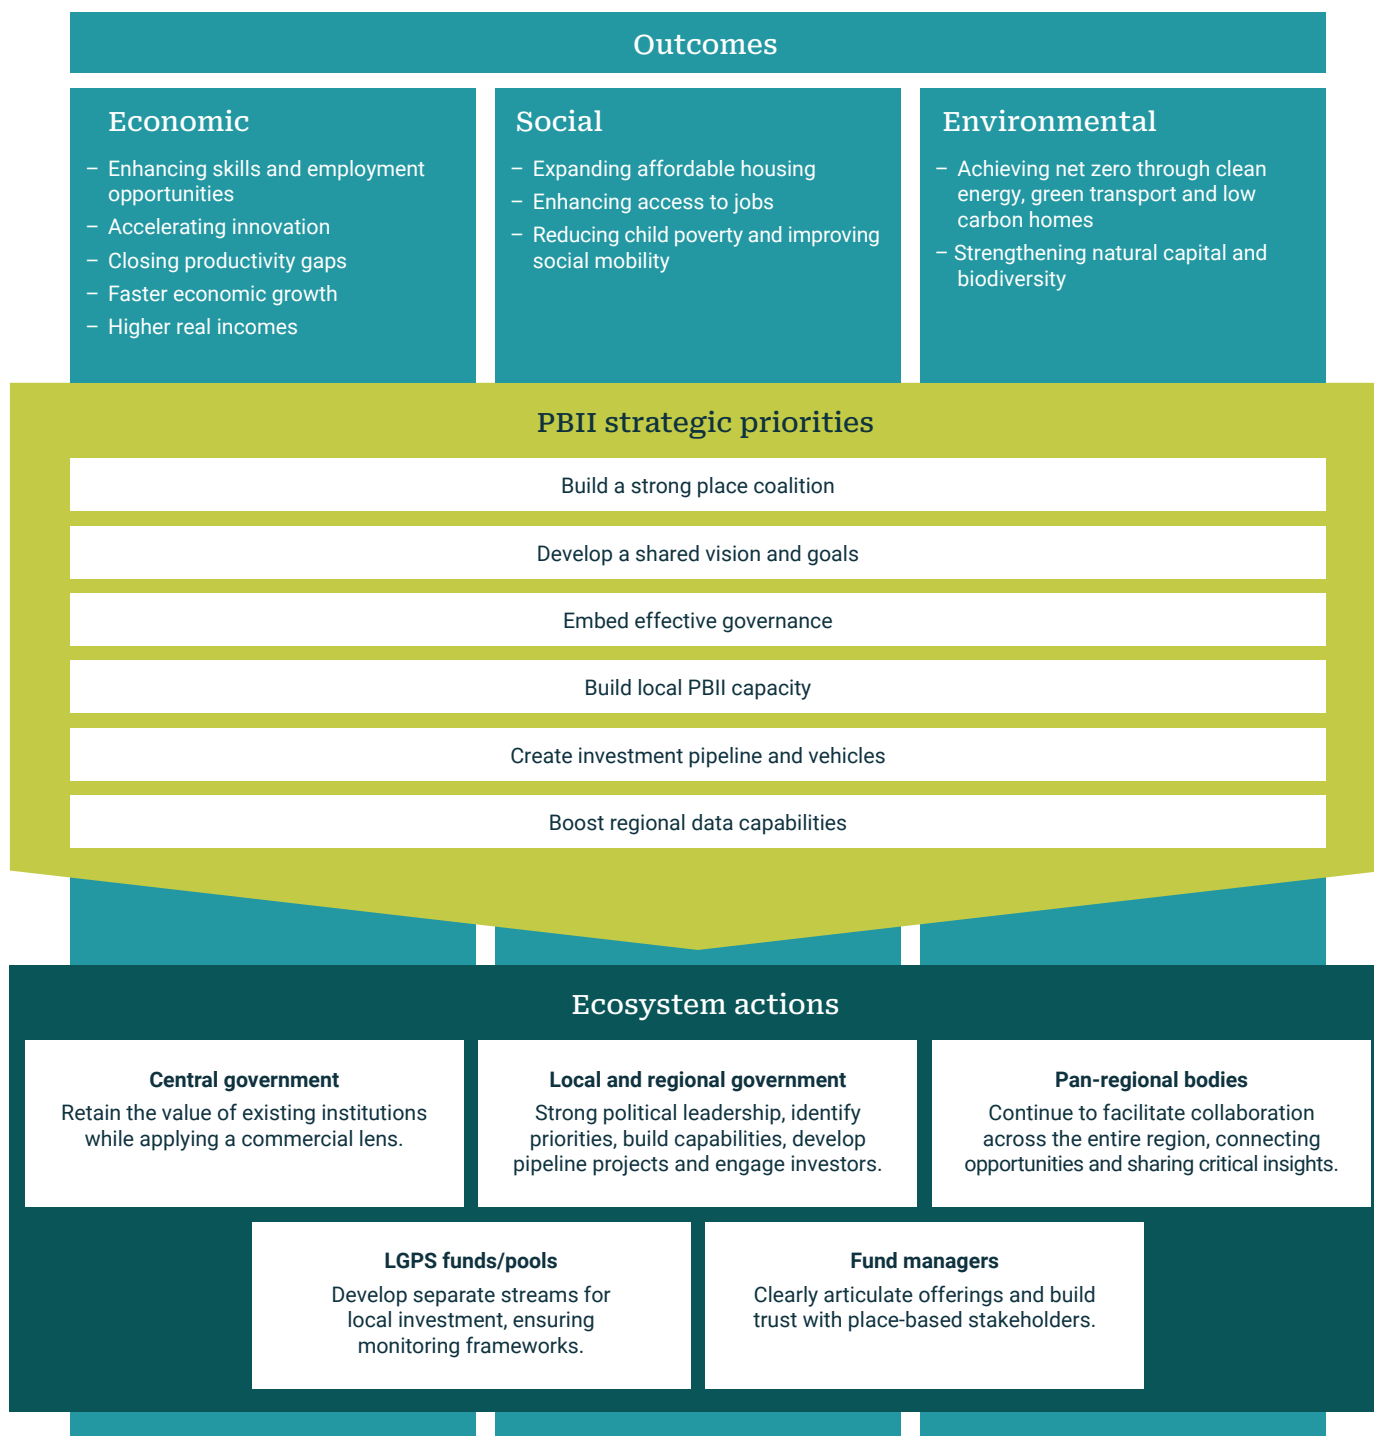 Outcomes
Economic
– Enhancing skills and employment
opportunities
– Accelerating innovation
– Closing productivity gaps
– Faster economic growth
– Higher real incomes
Social
– Expanding affordable housing
– Enhancing access to jobs
– Reducing child poverty and improving
social mobility
Environmental
– Achieving net zero through clean
energy, green transport and low
carbon homes
– Strengthening natural capital and
biodiversity
PBII strategic priorities
Build a strong place coalition
Develop a shared vision and goals
Embed effective governance
Build local PBII capacity
Create investment pipeline and vehicles
Boost regional data capabilities
Ecosystem actions
Central government
Retain the value of existing institutions
while applying a commercial lens.
Local and regional government
Strong political leadership, identify
priorities, build capabilities, develop
pipeline projects and engage investors.
Pan-regional bodies
Continue to facilitate collaboration
across the entire region, connecting
opportunities and sharing critical insights.
LGPS funds/pools
Develop separate streams for
local investment, ensuring
monitoring frameworks.
Fund managers
Clearly articulate offerings and build
trust with place-based stakeholders.